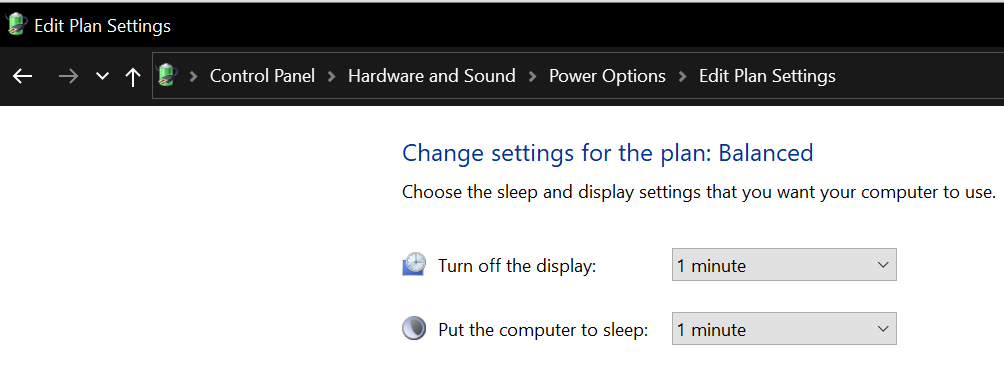 Edit Plan Settings
Control Panel > Hardware and Sound > Power Options > Edit Plan Settings
Change settings for the plan: Balanced
Choose the sleep and display settings that you want your computer to use.
Turn off the display: 1 minute
Put the computer to sleep: 1 minute